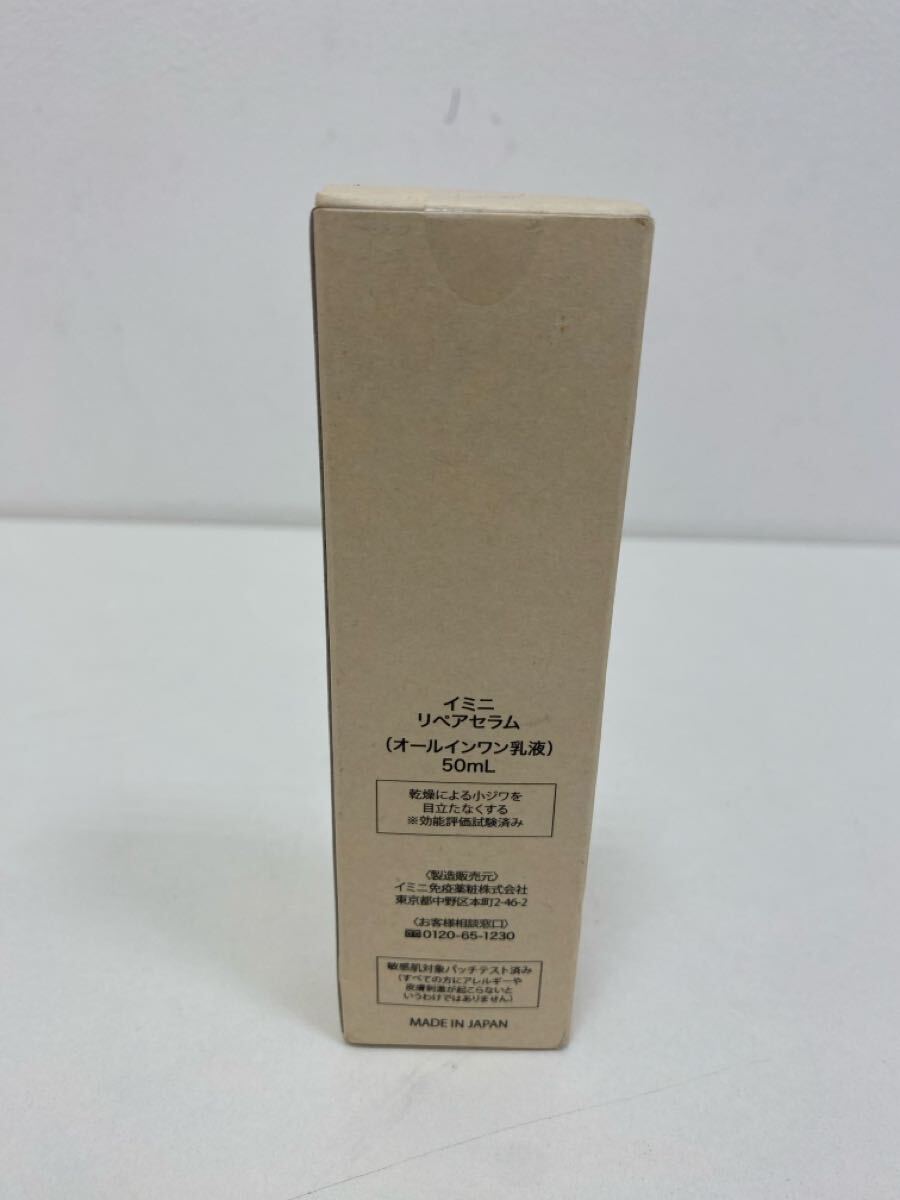 イミニ
リペアセラム
(オールインワン乳液)
50mL
乾燥による小ジワを
目立たなくする
※効能評価試験済み
〈製造販売元〉
イミニ免疫薬粧株式会社
東京都中野区本町2-46-2
〈お客様相談窓口〉
0120-65-1230
敏感肌対象パッチテスト済み
(すべての方にアレルギーや
皮膚刺激が起こらないと
いうわけではありません。)
MADE IN JAPAN